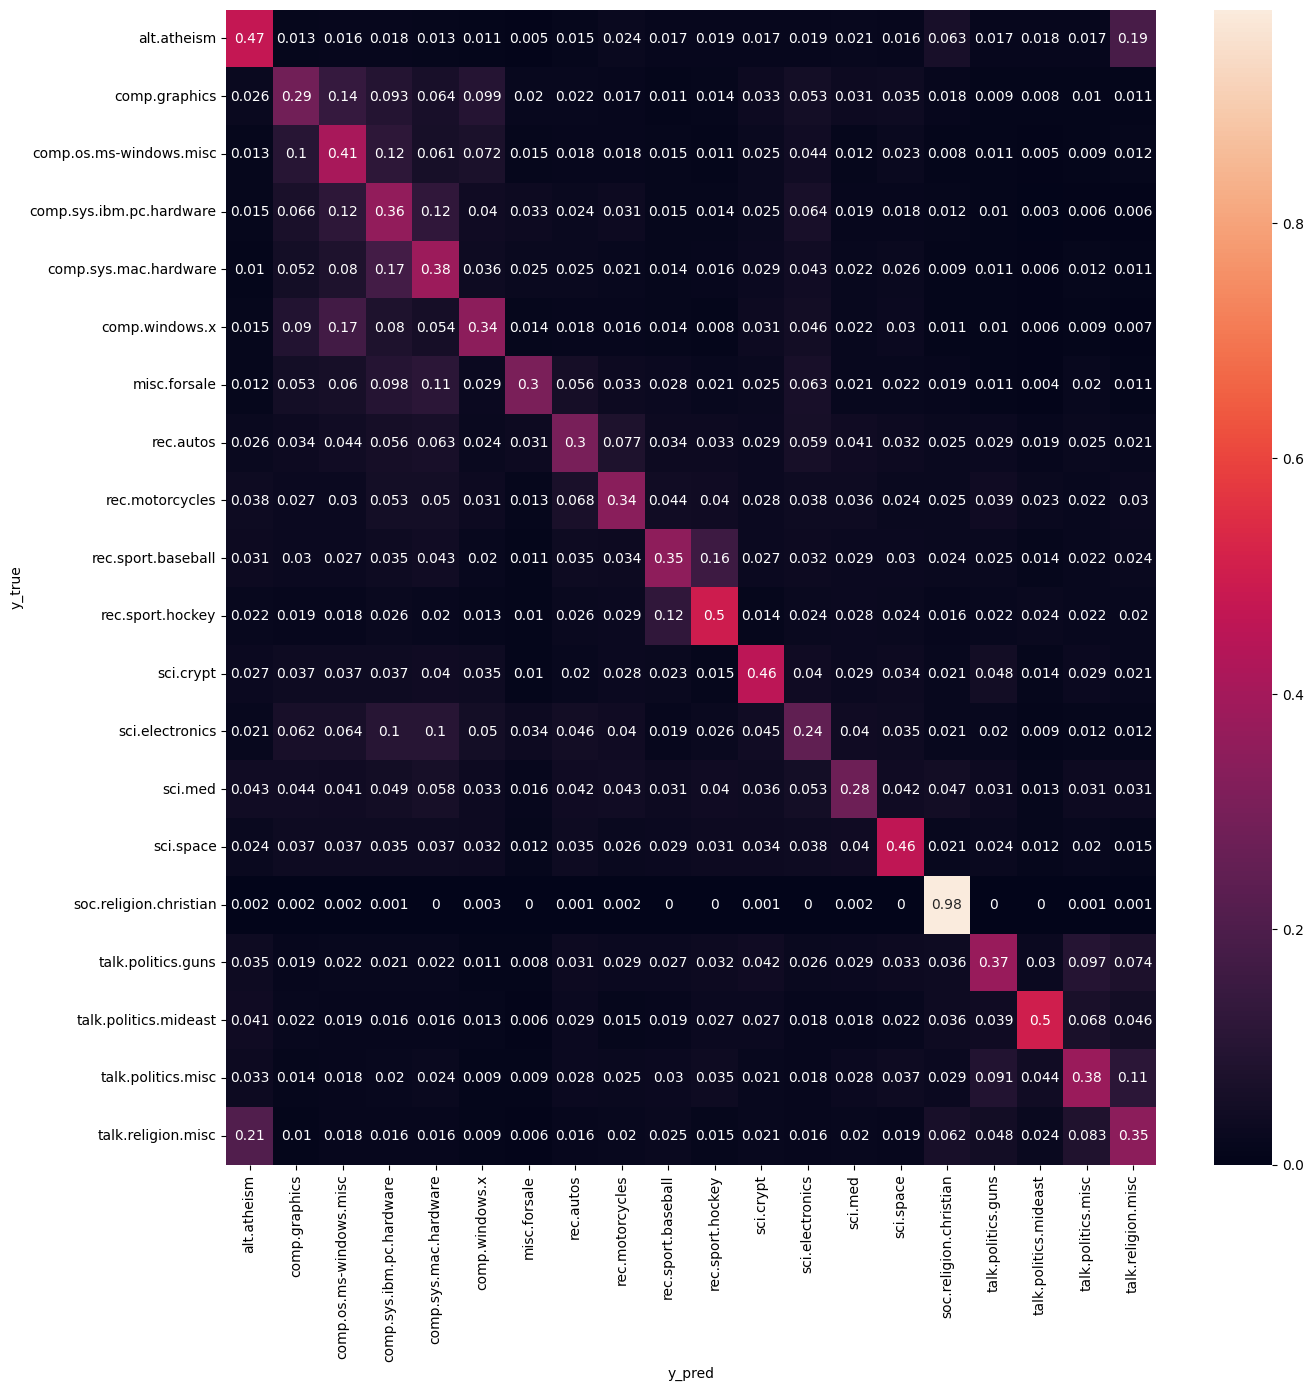 alt.atheism 0.47 0.013 0.016 0.018 0.013 0.011 0.005 0.015 0.024 0.017 0.019 0.017 0.019 0.021 0.016 0.063 0.017 0.018 0.017 0.19
comp.graphics 0.026 0.29 0.14 0.093 0.064 0.099 0.02 0.022 0.017 0.011 0.014 0.033 0.053 0.031 0.035 0.018 0.009 0.008 0.01 0.011
comp.os.ms-windows.misc 0.013 0.1 0.41 0.12 0.061 0.072 0.015 0.018 0.018 0.015 0.011 0.025 0.044 0.012 0.023 0.008 0.011 0.005 0.009 0.012
comp.sys.ibm.pc.hardware 0.015 0.066 0.12 0.36 0.12 0.04 0.033 0.024 0.031 0.015 0.014 0.025 0.064 0.019 0.018 0.012 0.01 0.003 0.006 0.006
comp.sys.mac.hardware 0.01 0.052 0.08 0.17 0.38 0.036 0.025 0.025 0.021 0.014 0.016 0.029 0.043 0.022 0.026 0.009 0.011 0.006 0.012 0.011
comp.windows.x 0.015 0.09 0.17 0.08 0.054 0.34 0.014 0.018 0.016 0.014 0.008 0.031 0.046 0.022 0.03 0.011 0.01 0.006 0.009 0.007
misc.forsale 0.012 0.053 0.06 0.098 0.11 0.029 0.3 0.056 0.033 0.028 0.021 0.025 0.063 0.021 0.022 0.019 0.011 0.004 0.02 0.011
rec.autos 0.026 0.034 0.044 0.056 0.063 0.024 0.031 0.3 0.077 0.034 0.033 0.029 0.059 0.041 0.032 0.025 0.029 0.019 0.025 0.021
rec.motorcycles 0.038 0.027 0.03 0.053 0.05 0.031 0.013 0.068 0.34 0.044 0.04 0.028 0.038 0.036 0.024 0.025 0.039 0.023 0.022 0.03
rec.sport.baseball 0.031 0.03 0.027 0.035 0.043 0.02 0.011 0.035 0.034 0.35 0.16 0.027 0.032 0.029 0.03 0.024 0.025 0.014 0.022 0.024
rec.sport.hockey 0.022 0.019 0.018 0.026 0.02 0.013 0.01 0.026 0.029 0.12 0.5 0.014 0.024 0.028 0.024 0.016 0.022 0.024 0.022 0.02
sci.crypt 0.027 0.037 0.037 0.037 0.04 0.035 0.01 0.02 0.028 0.023 0.015 0.46 0.04 0.029 0.034 0.021 0.048 0.014 0.029 0.021
sci.electronics 0.021 0.062 0.064 0.1 0.1 0.05 0.034 0.046 0.04 0.019 0.026 0.045 0.24 0.04 0.035 0.021 0.02 0.009 0.012 0.012
sci.med 0.043 0.044 0.041 0.049 0.058 0.033 0.016 0.042 0.043 0.031 0.04 0.036 0.053 0.28 0.042 0.047 0.031 0.013 0.031 0.031
sci.space 0.024 0.037 0.037 0.035 0.037 0.032 0.012 0.035 0.026 0.029 0.031 0.034 0.038 0.04 0.46 0.021 0.024 0.012 0.02 0.015
soc.religion.christian 0.002 0.002 0.002 0.001 0 0.003 0 0.001 0.002 0 0 0.001 0 0.002 0 0.98 0 0 0.001 0.001
talk.politics.guns 0.035 0.019 0.022 0.021 0.022 0.011 0.008 0.031 0.029 0.027 0.032 0.042 0.026 0.029 0.033 0.036 0.37 0.03 0.097 0.074
talk.politics.mideast 0.041 0.022 0.019 0.016 0.016 0.013 0.006 0.029 0.015 0.019 0.027 0.027 0.018 0.018 0.022 0.036 0.039 0.5 0.068 0.046
talk.politics.misc 0.033 0.014 0.018 0.02 0.024 0.009 0.009 0.028 0.025 0.03 0.035 0.021 0.018 0.028 0.037 0.029 0.091 0.044 0.38 0.11
talk.religion.misc 0.21 0.01 0.018 0.016 0.016 0.009 0.006 0.016 0.02 0.025 0.015 0.021 0.016 0.02 0.019 0.062 0.048 0.024 0.083 0.35
y_true
alt.atheism
comp.graphics
comp.os.ms-windows.misc
comp.sys.ibm.pc.hardware
comp.sys.mac.hardware
comp.windows.x
misc.forsale
rec.autos
rec.motorcycles
rec.sport.baseball
rec.sport.hockey
sci.crypt
sci.electronics
sci.med
sci.space
soc.religion.christian
talk.politics.guns
talk.politics.mideast
talk.politics.misc
talk.religion.misc
y_pred
0.8
0.6
0.4
0.2
0.0